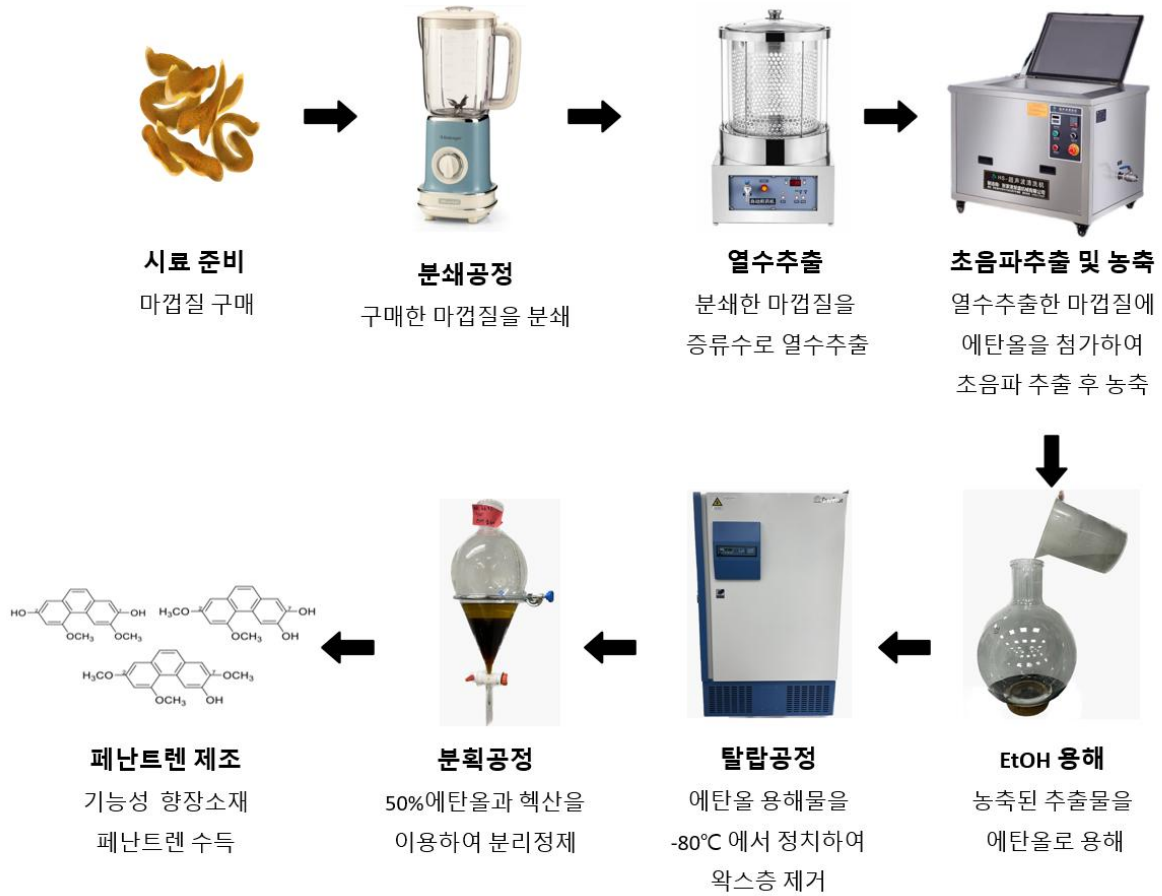 시료 준비
마껍질 구매
분쇄공정
구매한 마껍질을 분쇄
열수추출
분쇄한 마껍질을
증류수로 열수추출
초음파추출 및 농축
열수추출한 마껍질에
에탄올을 첨가하여
초음파 추출 후 농축
HO 2 7 OH
OCH₃ OCH₃
H₃CO 2 7 OH
OCH₃ OH
H₃CO 2 7 OCH₃
OCH₃ OH
페난트렌 제조
기능성 향장소재
페난트렌 수득
분획공정
50%에탄올과 헥산을
이용하여 분리정제
탈랍공정
에탄올 용해물을
-80℃ 에서 정치하여
왁스층 제거
EtOH 용해
농축된 추출물을
에탄올로 용해